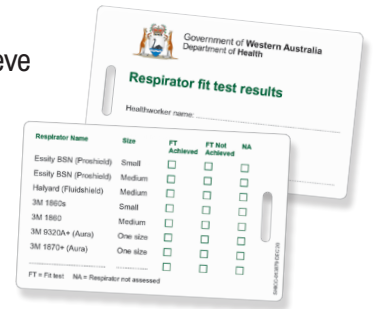 eve
Government of Western Australia
Department of Health
Respirator fit test results
Healthworker name:
Respirator Name Size FT Achieved FT Not Achieved NA
Essity BSN (Proshield) Small
Essity BSN (Proshield) Medium
Halyard (Fluidshield) Medium
3M 1860s Small
3M 1860 Medium
3M 9320A+ (Aura) One size
3M 1870+ (Aura) One size
FT = Fit test NA = Respirator not assessed